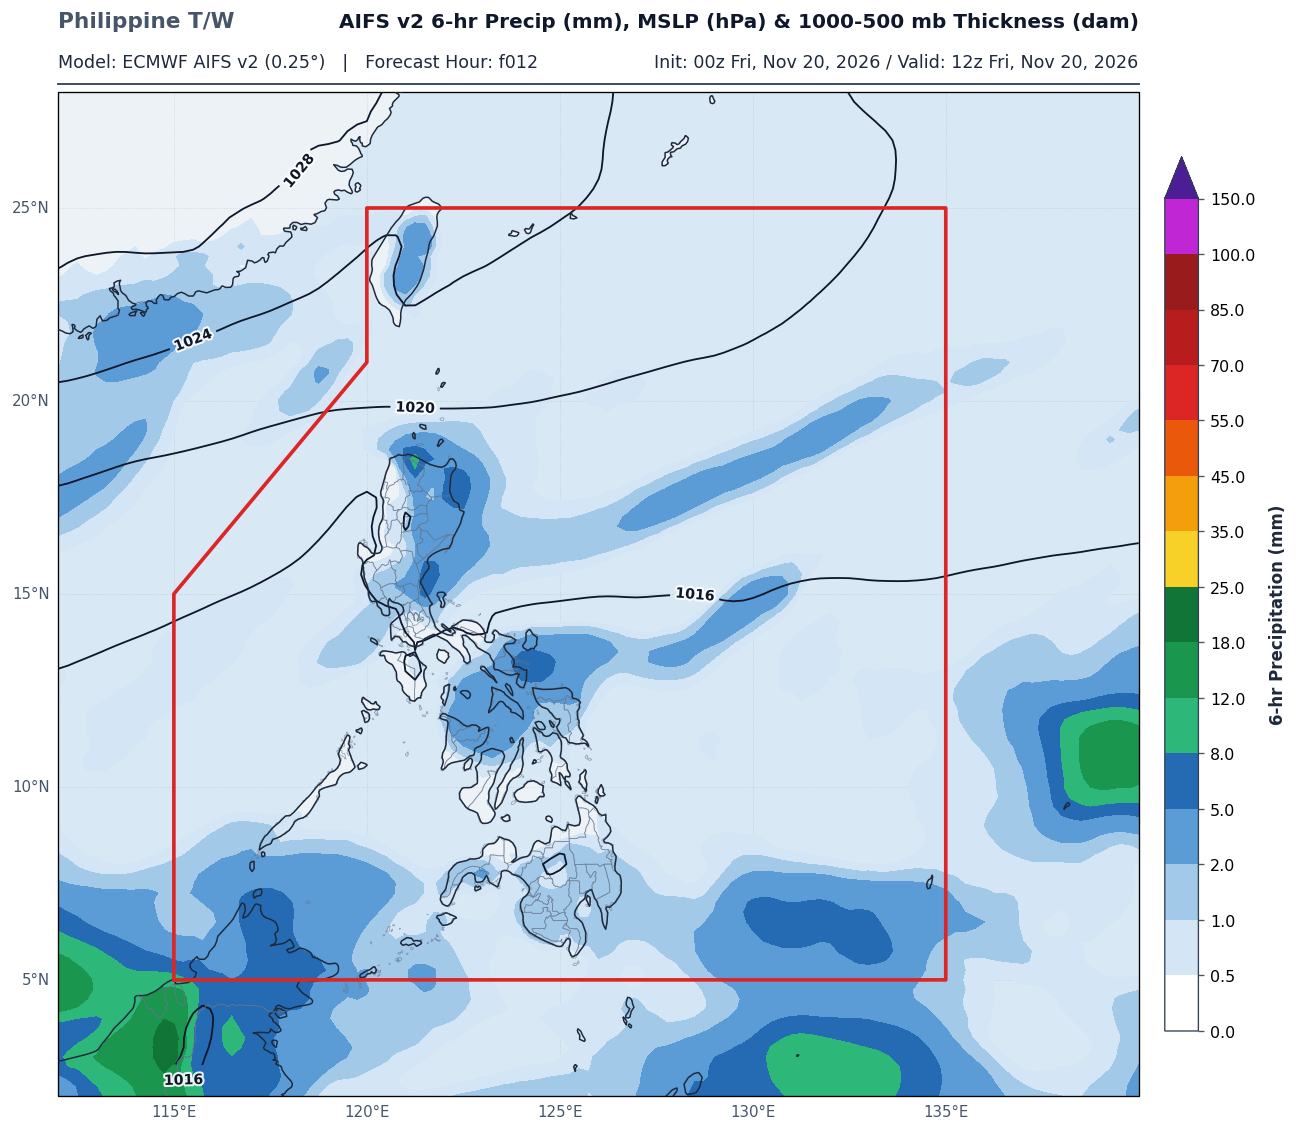 Philippine T/W
AIFS v2 6-hr Precip (mm), MSLP (hPa) & 1000-500 mb Thickness (dam)
Model: ECMWF AIFS v2 (0.25°)   |   Forecast Hour: f012
Init: 00z Fri, Nov 20, 2026 / Valid: 12z Fri, Nov 20, 2026
1028
1024
1020
1016
1016
25°N
20°N
15°N
10°N
5°N
115°E
120°E
125°E
130°E
135°E
150.0
100.0
85.0
70.0
55.0
45.0
35.0
25.0
18.0
12.0
8.0
5.0
2.0
1.0
0.5
0.0
6-hr Precipitation (mm)